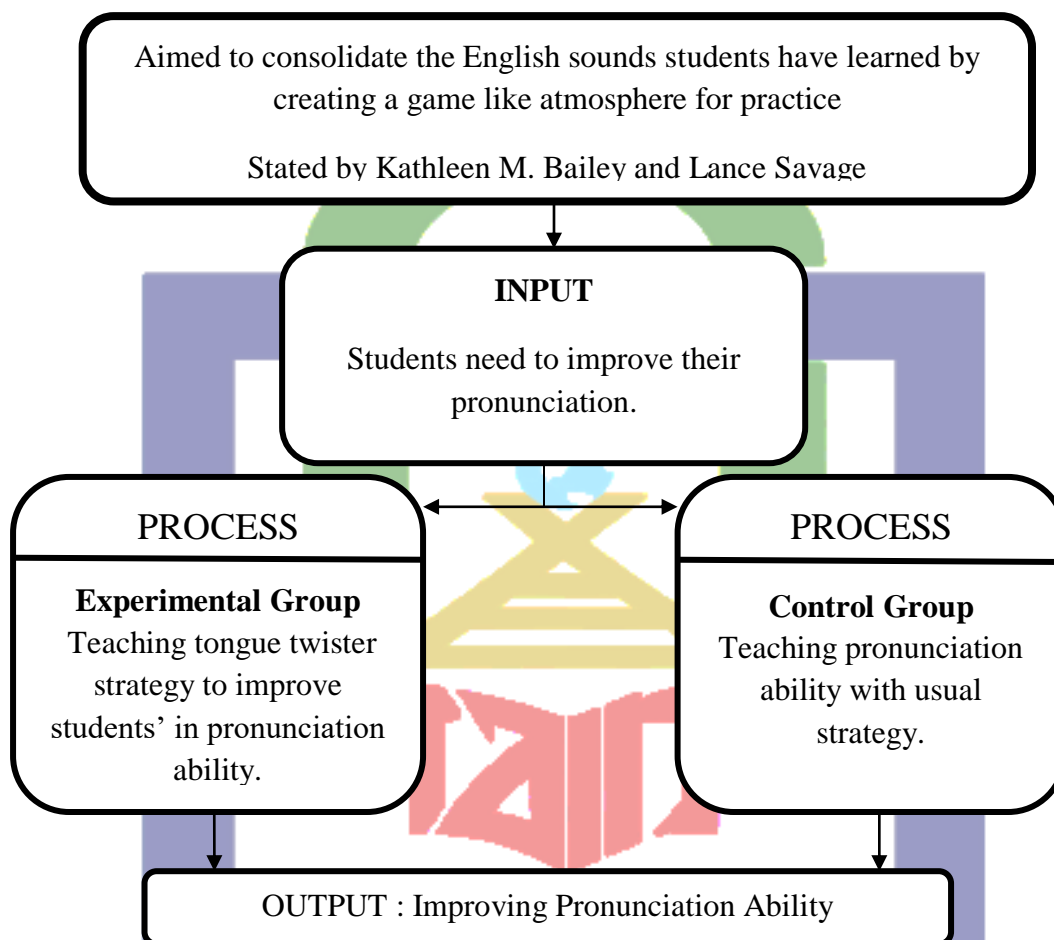 Aimed to consolidate the English sounds students have learned by
creating a game like atmosphere for practice
Stated by Kathleen M. Bailey and Lance Savage
INPUT
Students need to improve their
pronunciation.
PROCESS
Experimental Group
Teaching tongue twister
strategy to improve
students’ in pronunciation
ability.
PROCESS
Control Group
Teaching pronunciation
ability with usual
strategy.
OUTPUT : Improving Pronunciation Ability